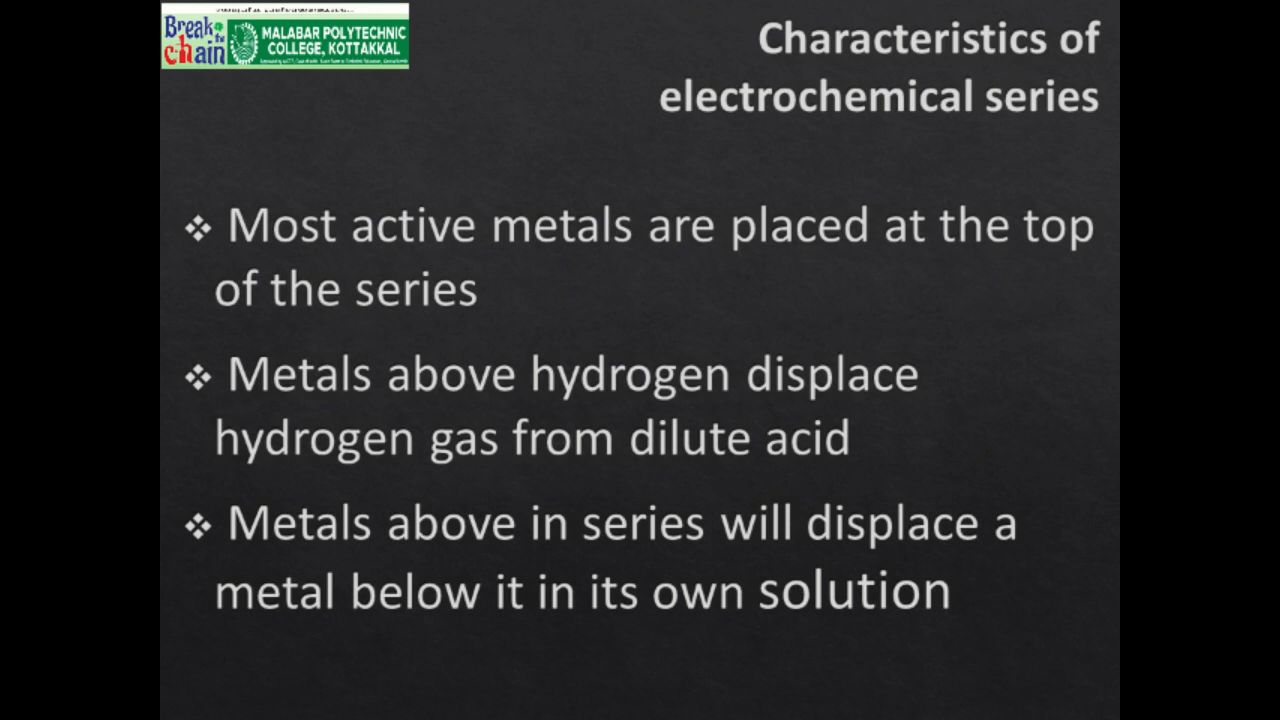 Break
the
chain
MALABAR POLYTECHNIC
COLLEGE, KOTTAKKAL
Characteristics of
electrochemical series
❖ Most active metals are placed at the top
of the series
❖ Metals above hydrogen displace
hydrogen gas from dilute acid
❖ Metals above in series will displace a
metal below it in its own solution